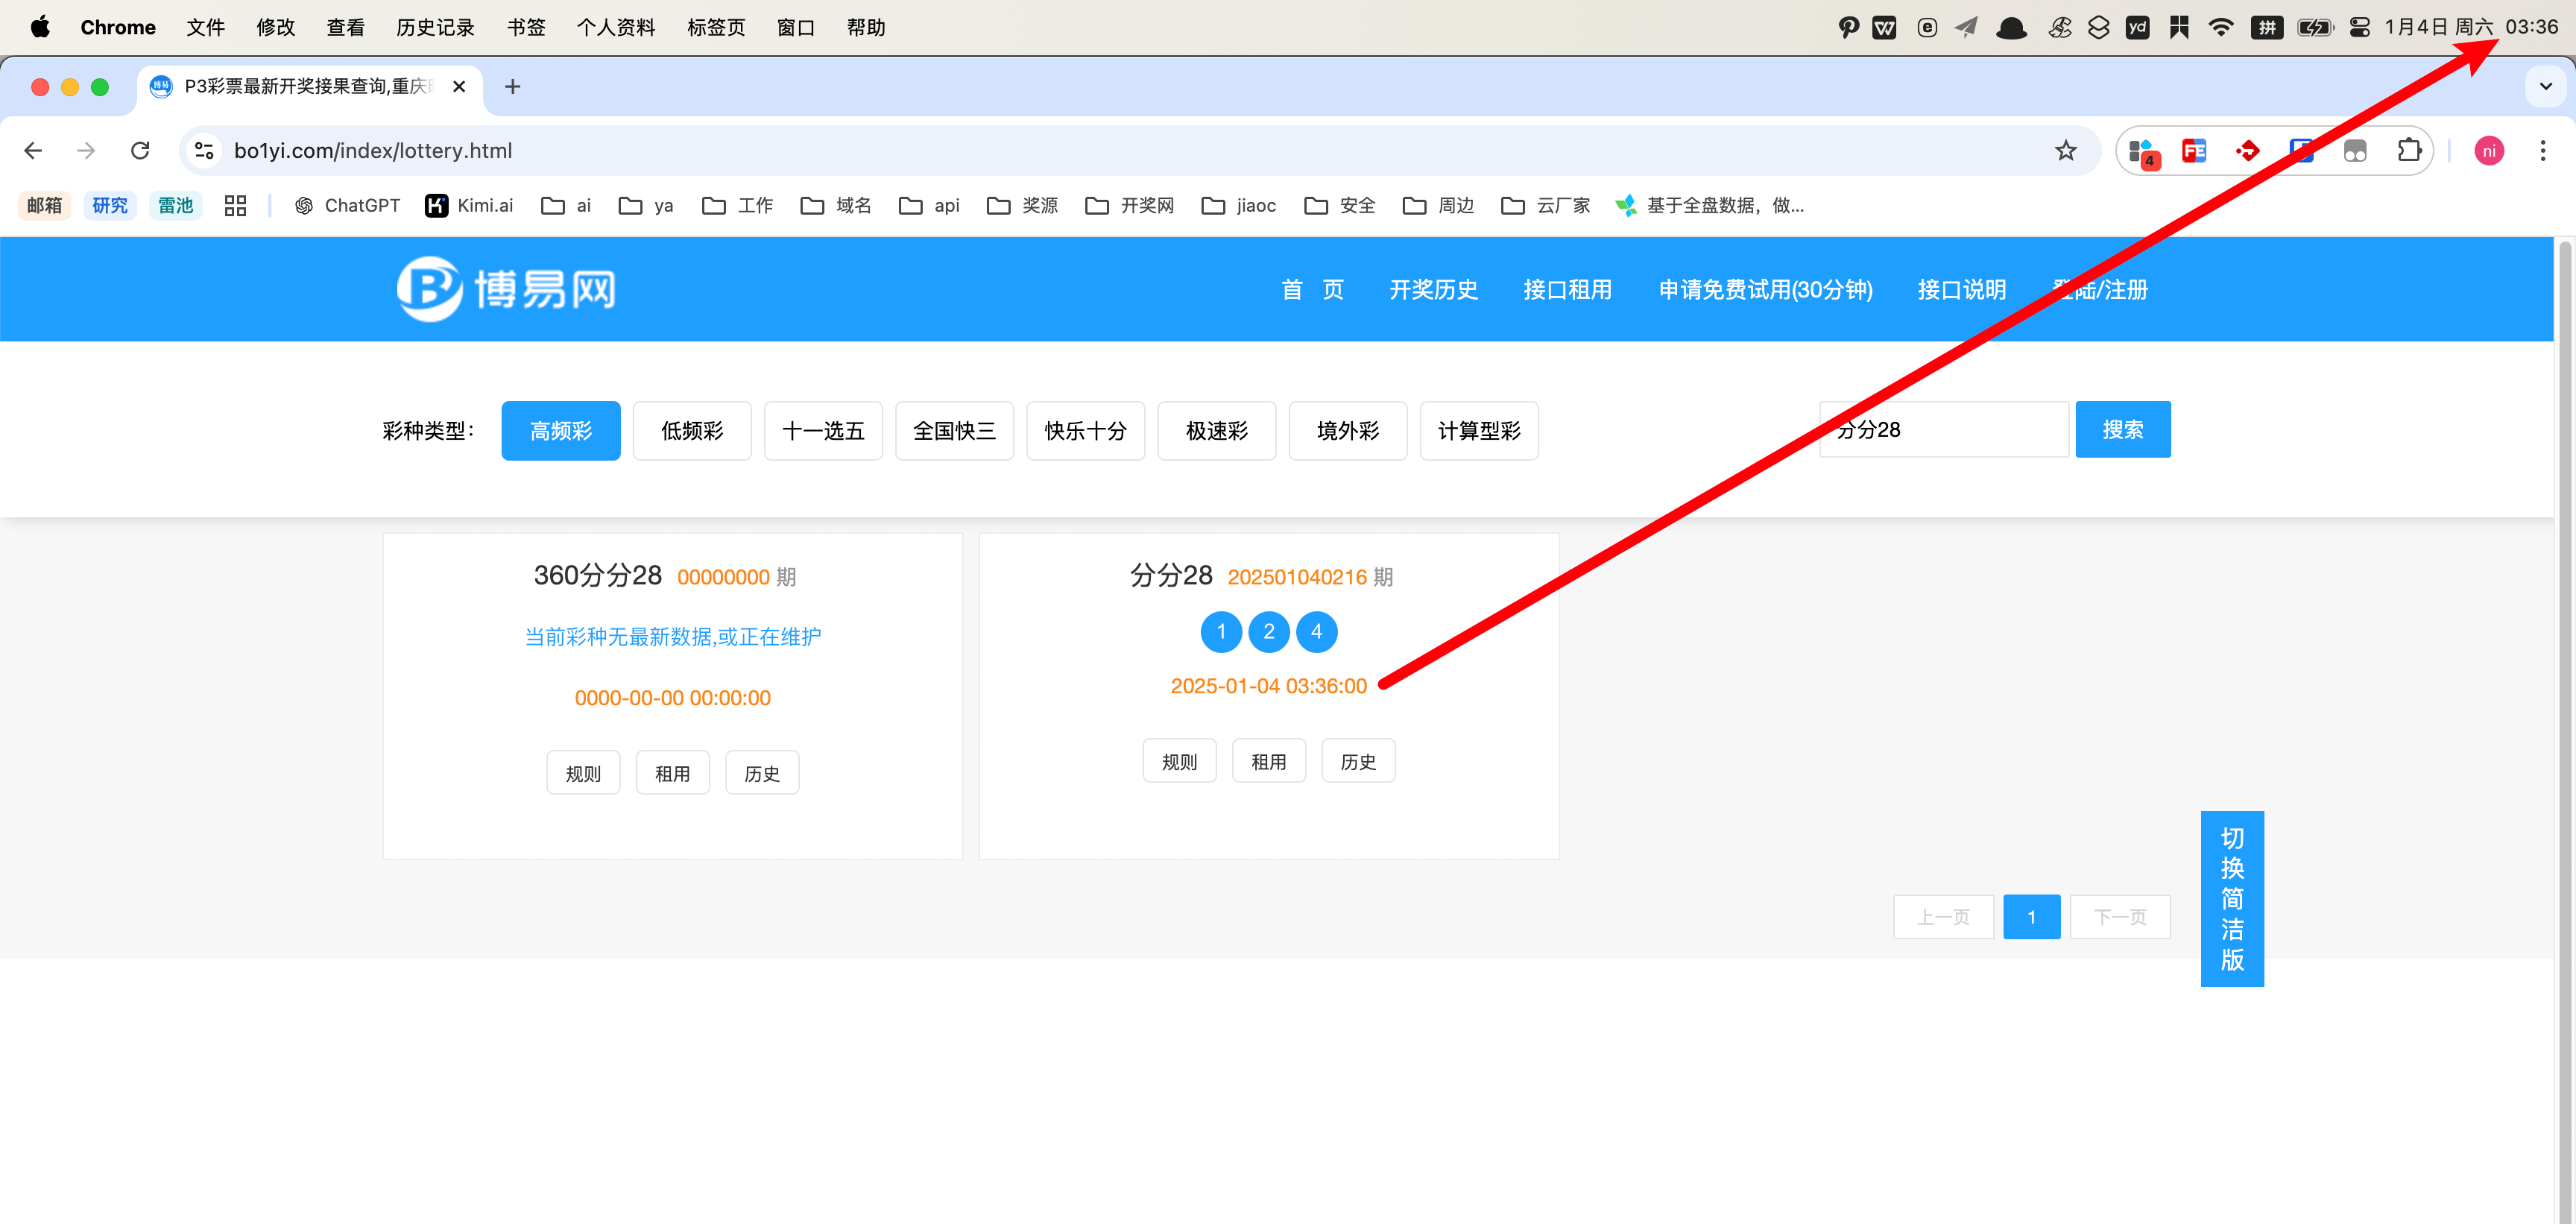 Chrome 文件 修改 查看 历史记录 书签 个人资料 标签页 窗口 帮助 yd 拼 1月4日 周六 03:36
P3彩票最新开奖接果查询,重庆
bo1yi.com/index/lottery.html 4 FE ni
邮箱 研究 雷池 ChatGPT Kimi.ai ai ya 工作 域名 api 奖源 开奖网 jiaoc 安全 周边 云厂家 基于全盘数据，做...
博易网 首 页 开奖历史 接口租用 申请免费试用(30分钟) 接口说明 登陆/注册
彩种类型： 高频彩 低频彩 十一选五 全国快三 快乐十分 极速彩 境外彩 计算型彩 分分28 搜索
360分分28 00000000 期
当前彩种无最新数据,或正在维护
0000-00-00 00:00:00
规则 租用 历史
分分28 202501040216 期
1 2 4
2025-01-04 03:36:00
规则 租用 历史
上一页 1 下一页
切
换
简
洁
版